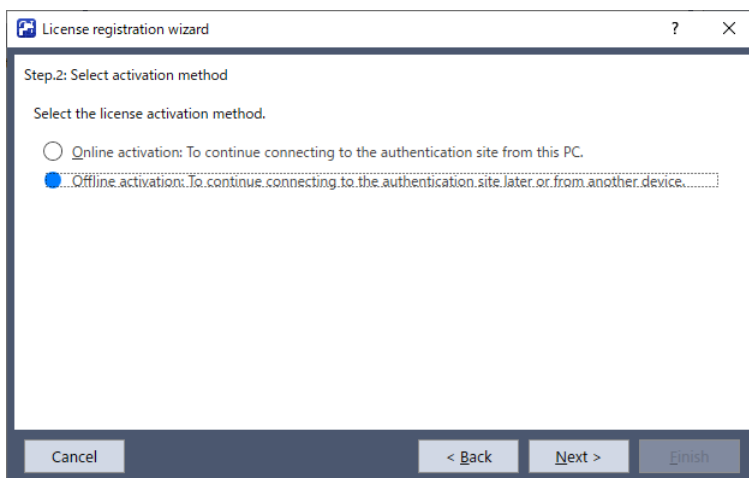 License registration wizard
Step.2: Select activation method
Select the license activation method.
Online activation: To continue connecting to the authentication site from this PC.
Offline activation: To continue connecting to the authentication site later or from another device.
Cancel
< Back
Next >
Finish